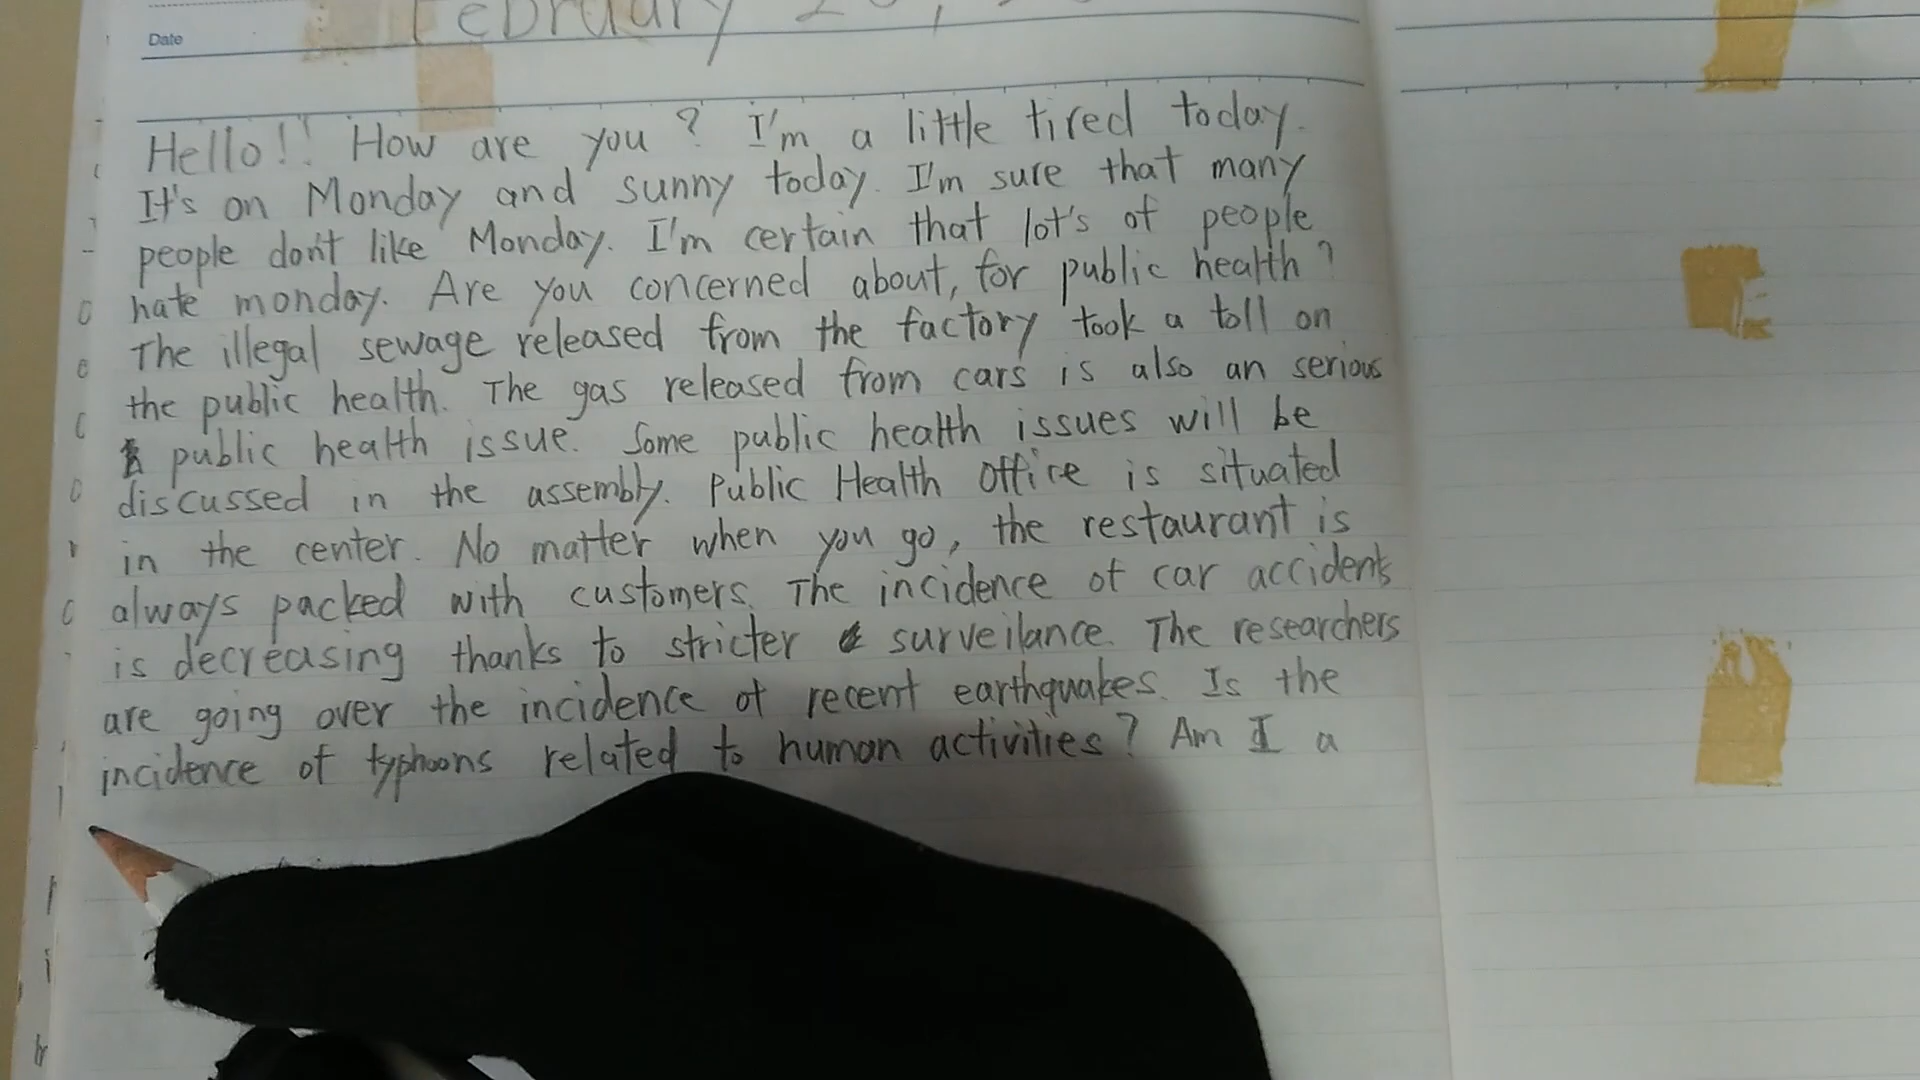 February
Date
Hello!! How are you? I'm a little tired today.
It's on Monday and sunny today. I'm sure that many
people don't like Monday. I'm certain that lot's of people
hate monday. Are you concerned about, for public health?
The illegal sewage released from the factory took a toll on
the public health. The gas released from cars is also an serious
public health issue. Some public health issues will be
discussed in the assembly. Public Health Office is situated
in the center. No matter when you go, the restaurant is
always packed with customers. The incidence of car accidents
is decreasing thanks to stricter surveilance. The researchers
are going over the incidence of recent earthquakes. Is the
incidence of typhoons related to human activities? Am I a